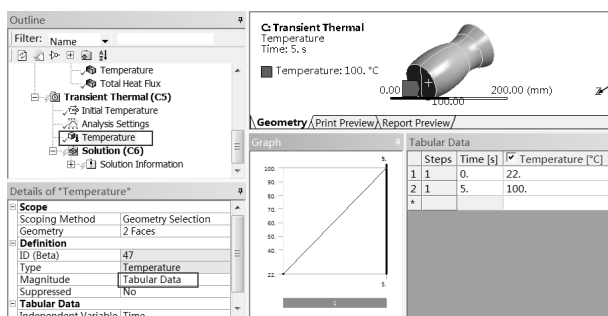 Outline
Filter: Name
Temperature
Total Heat Flux
Transient Thermal (C5)
Initial Temperature
Analysis Settings
Temperature
Solution (C6)
Solution Information
Details of "Temperature"
Scope
Scoping Method Geometry Selection
Geometry 2 Faces
Definition
ID (Beta) 47
Type Temperature
Magnitude Tabular Data
Suppressed No
Tabular Data
Independent Variable Time
C: Transient Thermal
Temperature
Time: 5. s
Temperature: 100. °C
0.00 200.00 (mm)
100.00
Geometry Print Preview Report Preview
Graph
5.
100.
90.
80.
70.
60.
50.
40.
22.
5.
1
Tabular Data
Steps Time [s] Temperature [°C]
1 1 0. 22.
2 1 5. 100.
*